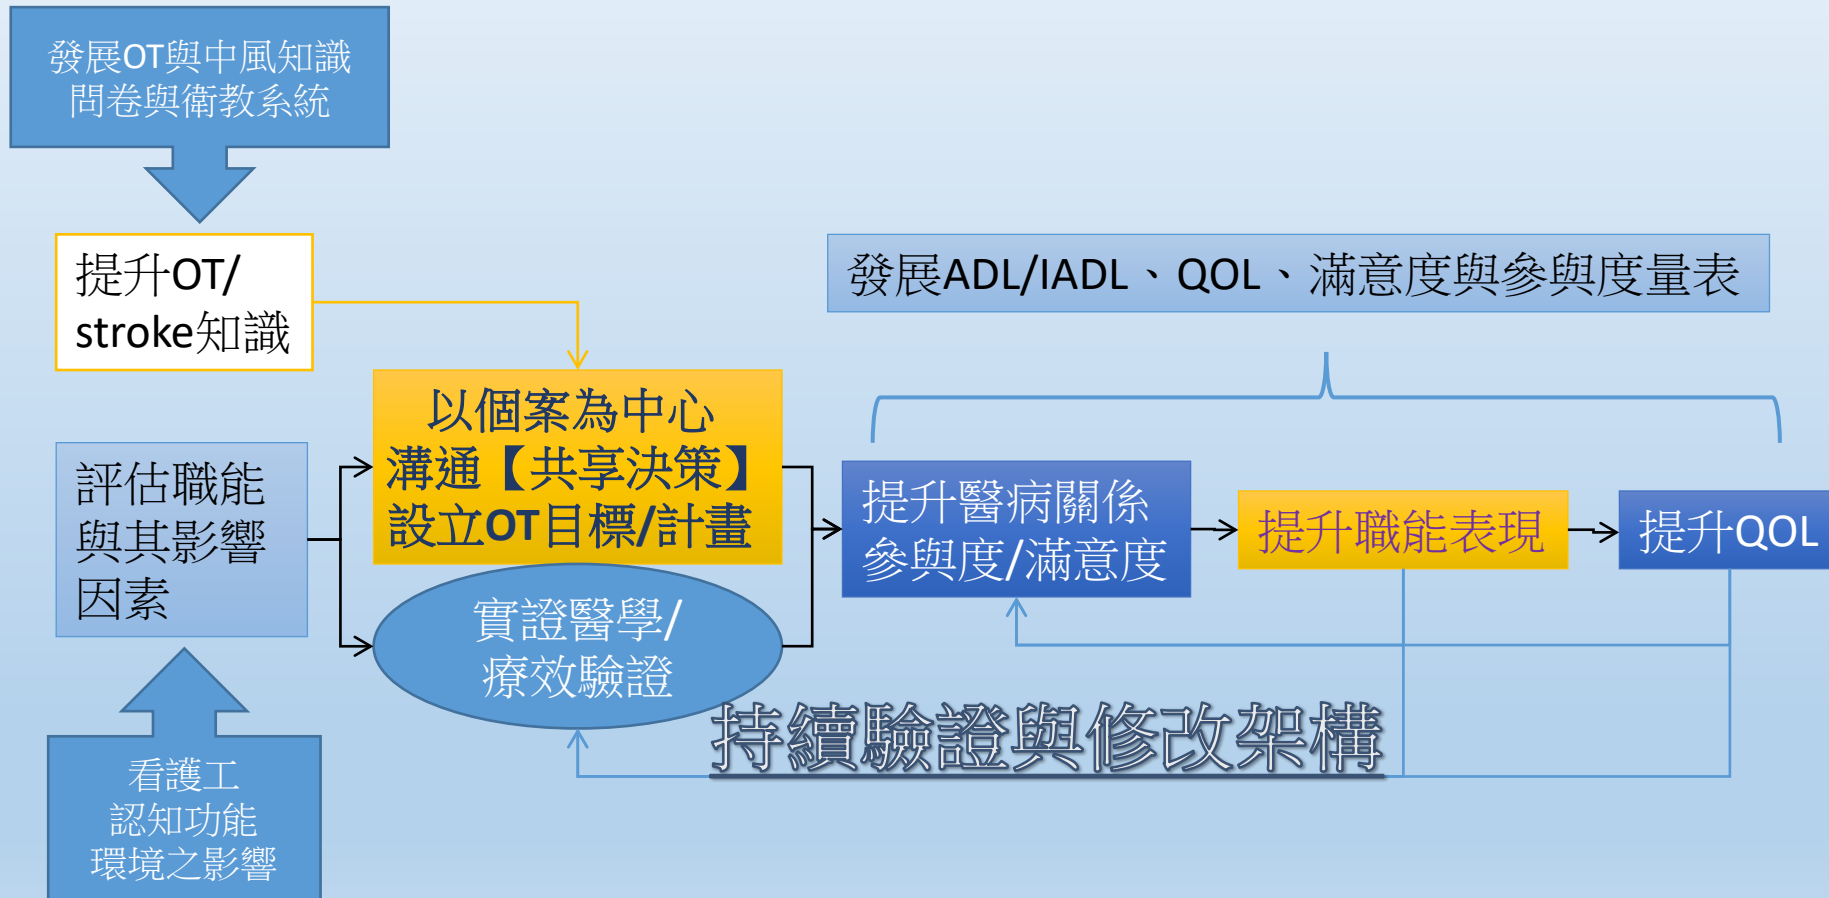 發展OT與中風知識
問卷與衛教系統
提升OT/
stroke知識
發展ADL/IADL、QOL、滿意度與參與度量表
以個案為中心
溝通【共享決策】
設立OT目標/計畫
評估職能
與其影響
因素
實證醫學/
療效驗證
提升醫病關係
參與度/滿意度
提升職能表現
提升QOL
持續驗證與修改架構
看護工
認知功能
環境之影響